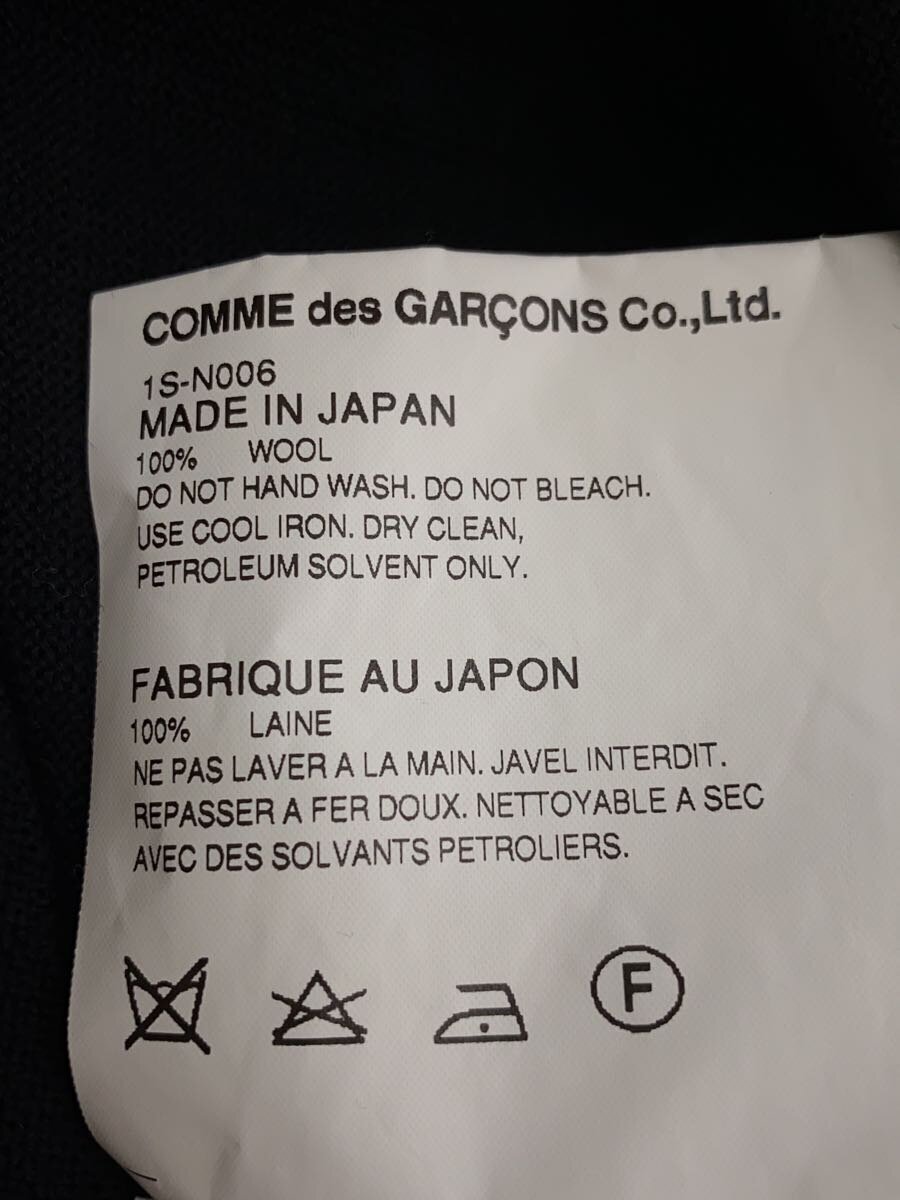 COMME des GARÇONS Co.,Ltd.
1S-N006
MADE IN JAPAN
100% WOOL
DO NOT HAND WASH. DO NOT BLEACH.
USE COOL IRON. DRY CLEAN,
PETROLEUM SOLVENT ONLY.
FABRIQUE AU JAPON
100% LAINE
NE PAS LAVER A LA MAIN. JAVEL INTERDIT.
REPASSER A FER DOUX. NETTOYABLE A SEC
AVEC DES SOLVANTS PETROLIERS.
F